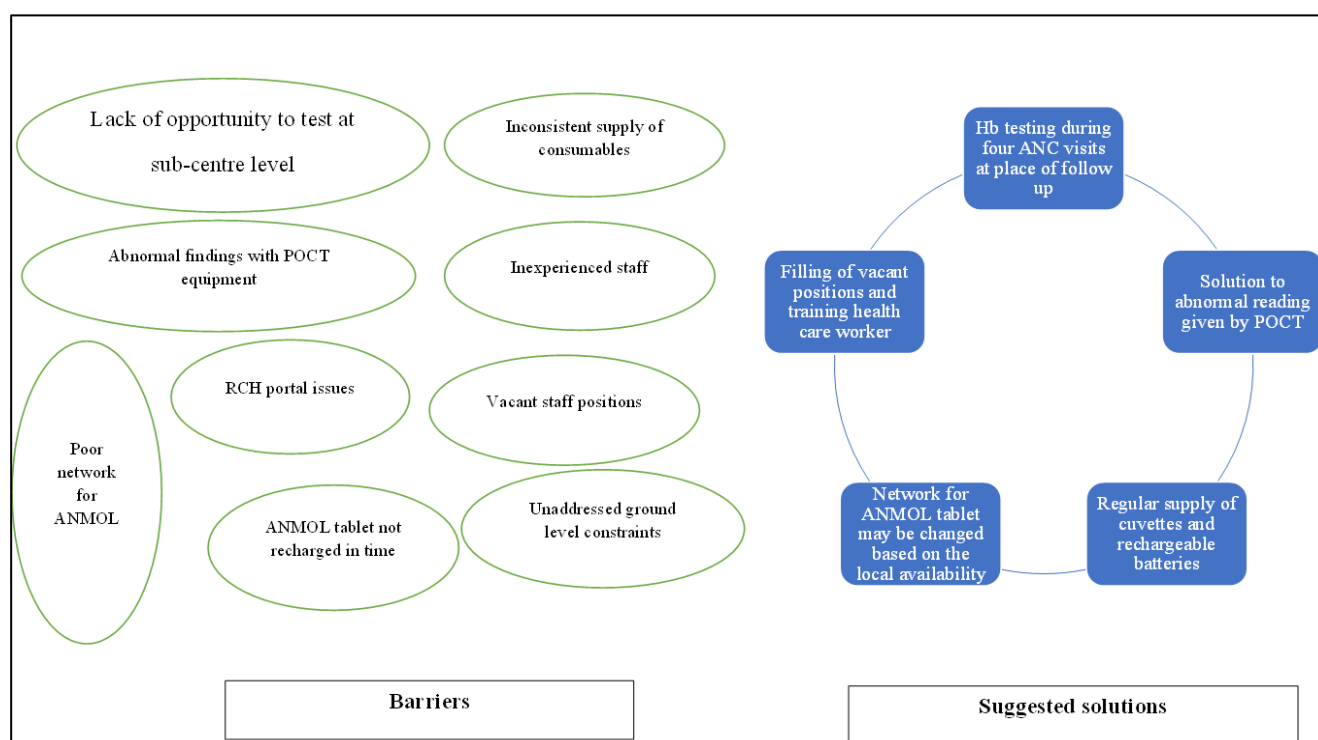 Lack of opportunity to test at
sub-centre level
Inconsistent supply of
consumables
Abnormal findings with POCT
equipment
Inexperienced staff
RCH portal issues
Vacant staff positions
Poor
network
for
ANMOL
ANMOL tablet not
recharged in time
Unaddressed ground
level constraints
Barriers
Hb testing during
four ANC visits
at place of follow
up
Filling of vacant
positions and
training health
care worker
Solution to
abnormal reading
given by POCT
Network for
ANMOL tablet
may be changed
based on the
local availability
Regular supply of
cuvettes and
rechargeable
batteries
Suggested solutions